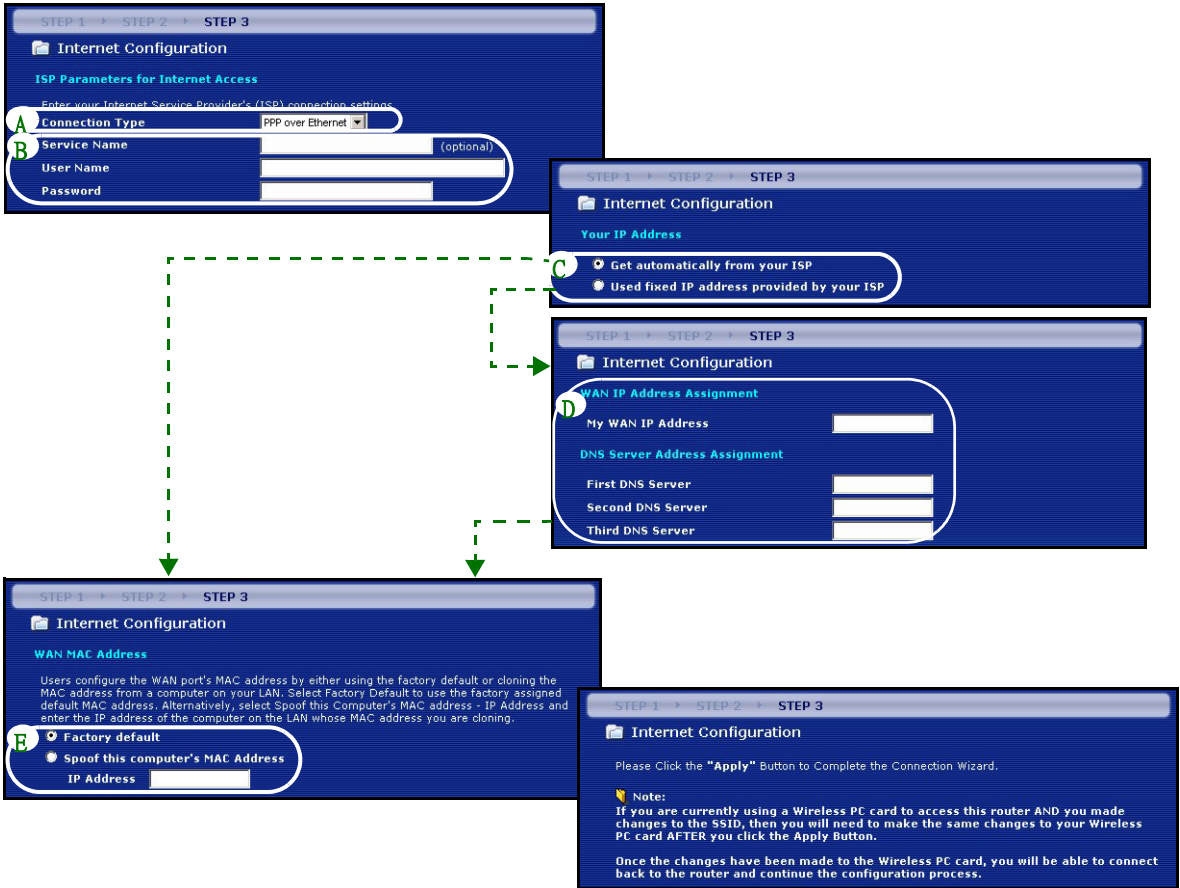 STEP 1 STEP 2 STEP 3
Internet Configuration
ISP Parameters for Internet Access
Enter your Internet Service Provider's (ISP) connection settings
A
Connection Type
PPP over Ethernet
B
Service Name
(optional)
User Name
Password
STEP 1 STEP 2 STEP 3
Internet Configuration
Your IP Address
C
Get automatically from your ISP
Used fixed IP address provided by your ISP
STEP 1 STEP 2 STEP 3
Internet Configuration
WAN IP Address Assignment
D
My WAN IP Address
DNS Server Address Assignment
First DNS Server
Second DNS Server
Third DNS Server
STEP 1 STEP 2 STEP 3
Internet Configuration
WAN MAC Address
Users configure the WAN port's MAC address by either using the factory default or cloning the
MAC address from a computer on your LAN. Select Factory Default to use the factory assigned
default MAC address. Alternatively, select Spoof this Computer's MAC address - IP Address and
enter the IP address of the computer on the LAN whose MAC address you are cloning.
E
Factory default
Spoof this computer's MAC Address
IP Address
STEP 1 STEP 2 STEP 3
Internet Configuration
Please Click the "Apply" Button to Complete the Connection Wizard.
Note:
If you are currently using a Wireless PC card to access this router AND you made
changes to the SSID, then you will need to make the same changes to your Wireless
PC card AFTER you click the Apply Button.
Once the changes have been made to the Wireless PC card, you will be able to connect
back to the router and continue the configuration process.